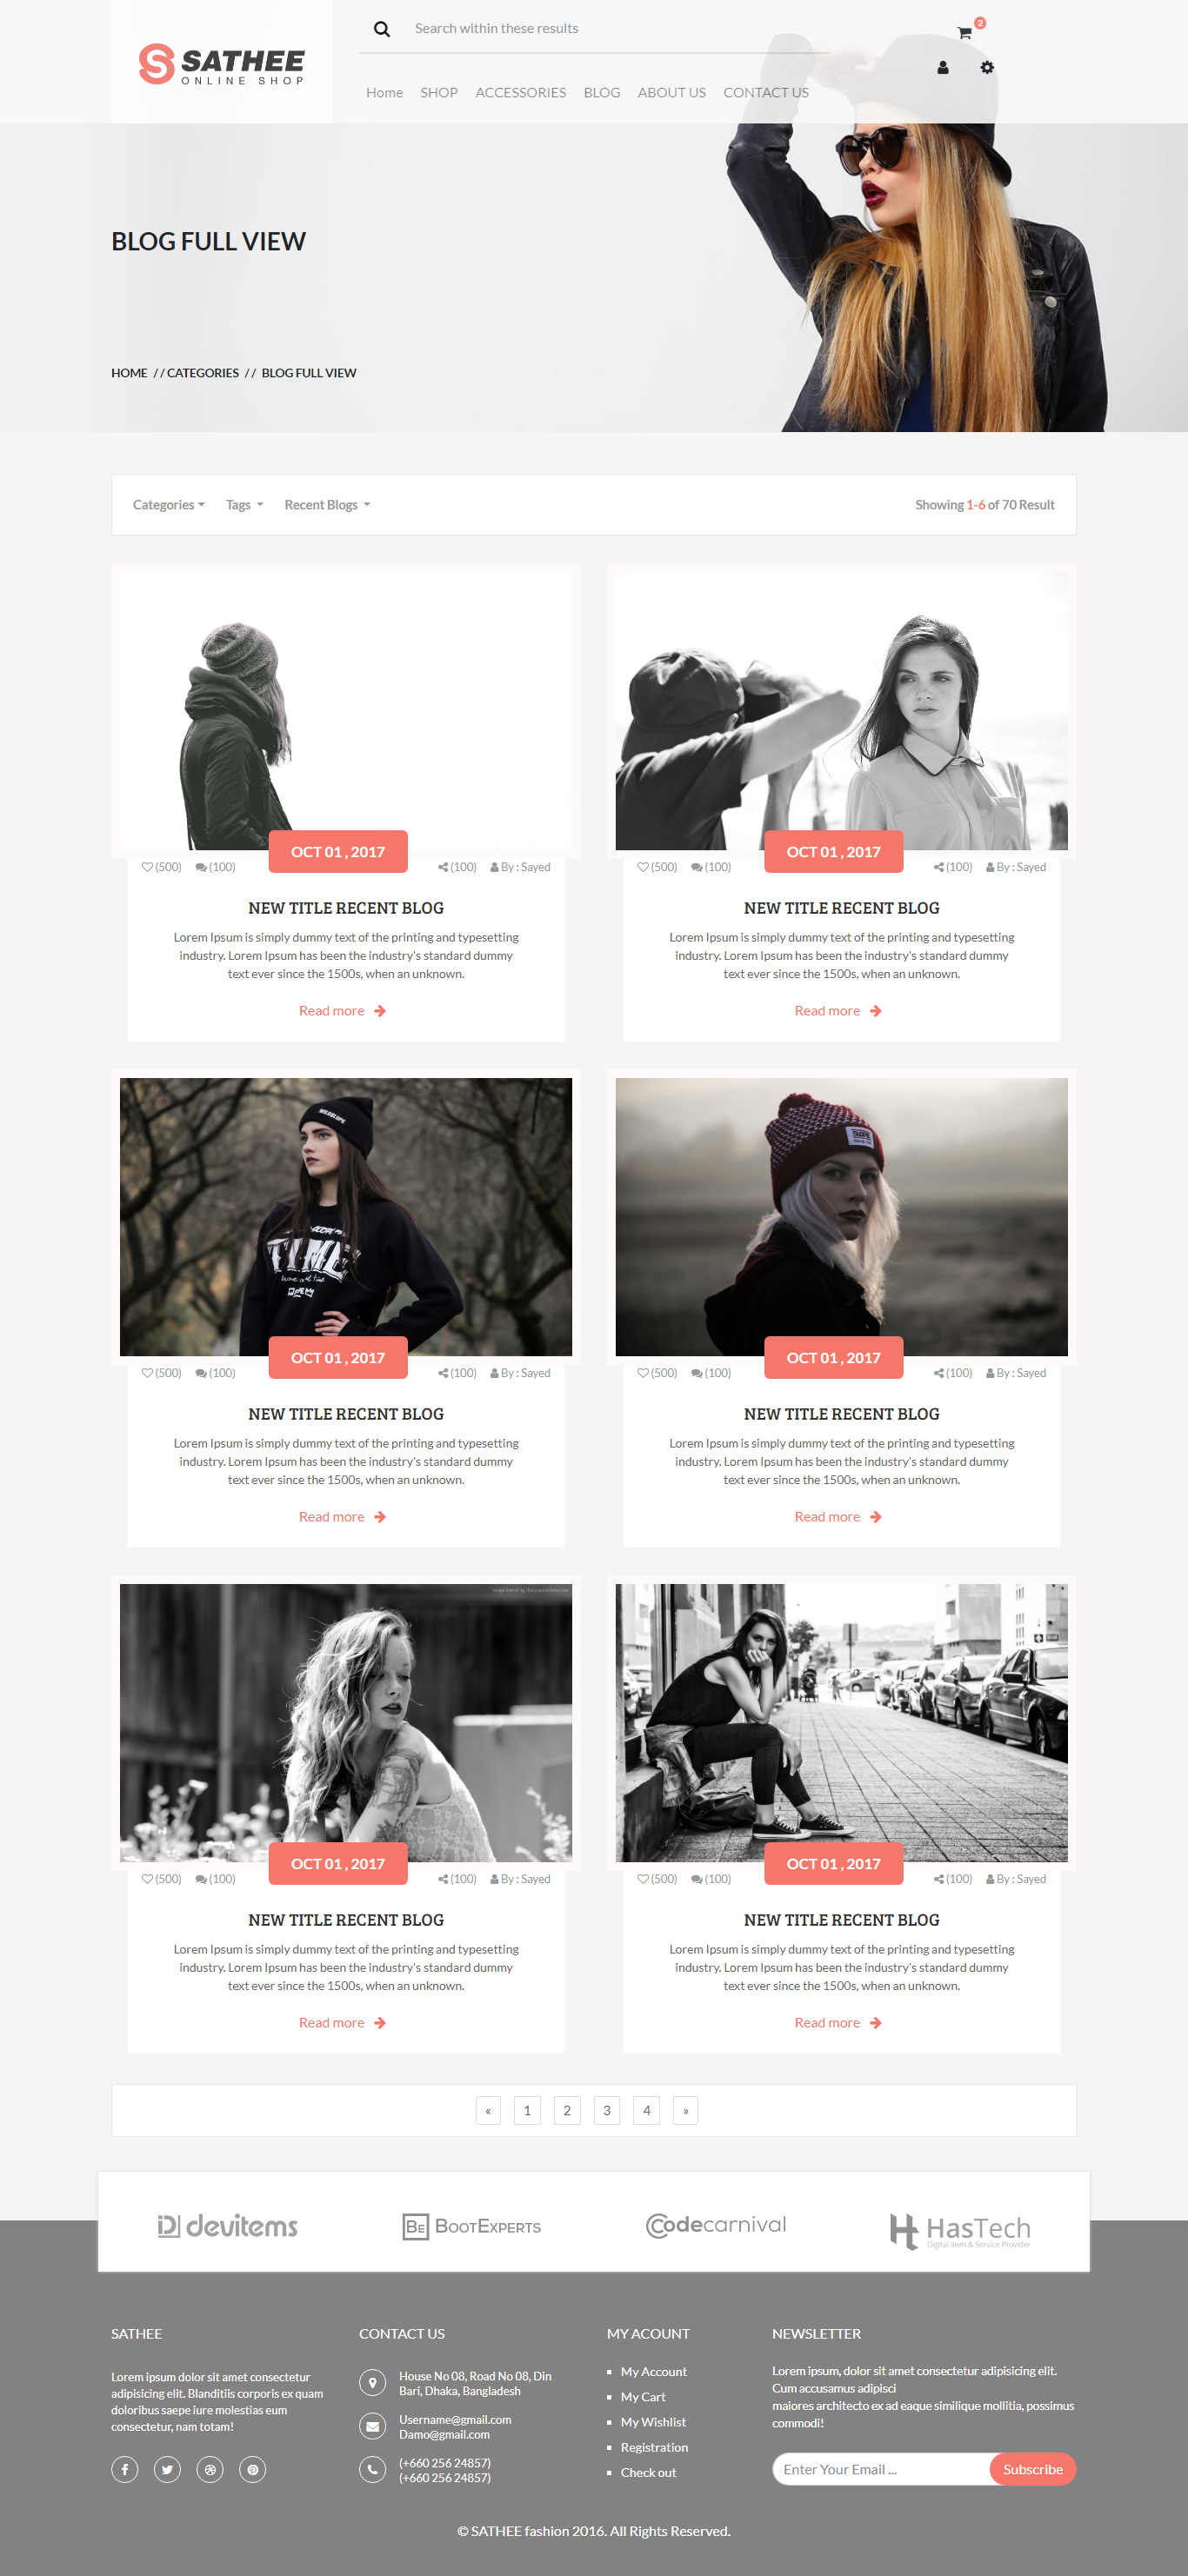 SATHEE
ONLINE SHOP
Search within these results
2
Home SHOP ACCESSORIES BLOG ABOUT US CONTACT US
BLOG FULL VIEW
HOME // CATEGORIES // BLOG FULL VIEW
Categories Tags Recent Blogs Showing 1-6 of 70 Result
OCT 01 , 2017
(500) (100) (100) By : Sayed
NEW TITLE RECENT BLOG
Lorem Ipsum is simply dummy text of the printing and typesetting
industry. Lorem Ipsum has been the industry's standard dummy
text ever since the 1500s, when an unknown.
Read more
OCT 01 , 2017
(500) (100) (100) By : Sayed
NEW TITLE RECENT BLOG
Lorem Ipsum is simply dummy text of the printing and typesetting
industry. Lorem Ipsum has been the industry's standard dummy
text ever since the 1500s, when an unknown.
Read more
OCT 01 , 2017
(500) (100) (100) By : Sayed
NEW TITLE RECENT BLOG
Lorem Ipsum is simply dummy text of the printing and typesetting
industry. Lorem Ipsum has been the industry's standard dummy
text ever since the 1500s, when an unknown.
Read more
OCT 01 , 2017
(500) (100) (100) By : Sayed
NEW TITLE RECENT BLOG
Lorem Ipsum is simply dummy text of the printing and typesetting
industry. Lorem Ipsum has been the industry's standard dummy
text ever since the 1500s, when an unknown.
Read more
OCT 01 , 2017
(500) (100) (100) By : Sayed
NEW TITLE RECENT BLOG
Lorem Ipsum is simply dummy text of the printing and typesetting
industry. Lorem Ipsum has been the industry's standard dummy
text ever since the 1500s, when an unknown.
Read more
OCT 01 , 2017
(500) (100) (100) By : Sayed
NEW TITLE RECENT BLOG
Lorem Ipsum is simply dummy text of the printing and typesetting
industry. Lorem Ipsum has been the industry's standard dummy
text ever since the 1500s, when an unknown.
Read more
« 1 2 3 4 »
devitems
BE BOOTEXPERTS
Codecarnival
HasTech
Digital Item & Service Provider
SATHEE
Lorem ipsum dolor sit amet consectetur
adipisicing elit. Blanditiis corporis ex quam
doloribus saepe iure molestias eum
consectetur, nam totam!
CONTACT US
House No 08, Road No 08, Din
Bari, Dhaka, Bangladesh
Username@gmail.com
Damo@gmail.com
(+660 256 24857)
(+660 256 24857)
MY ACOUNT
My Account
My Cart
My Wishlist
Registration
Check out
NEWSLETTER
Lorem ipsum, dolor sit amet consectetur adipisicing elit.
Cum accusamus adipisci
maiores architecto ex ad eaque similique mollitia, possimus
commodi!
Enter Your Email ... Subscribe
© SATHEE fashion 2016. All Rights Reserved.